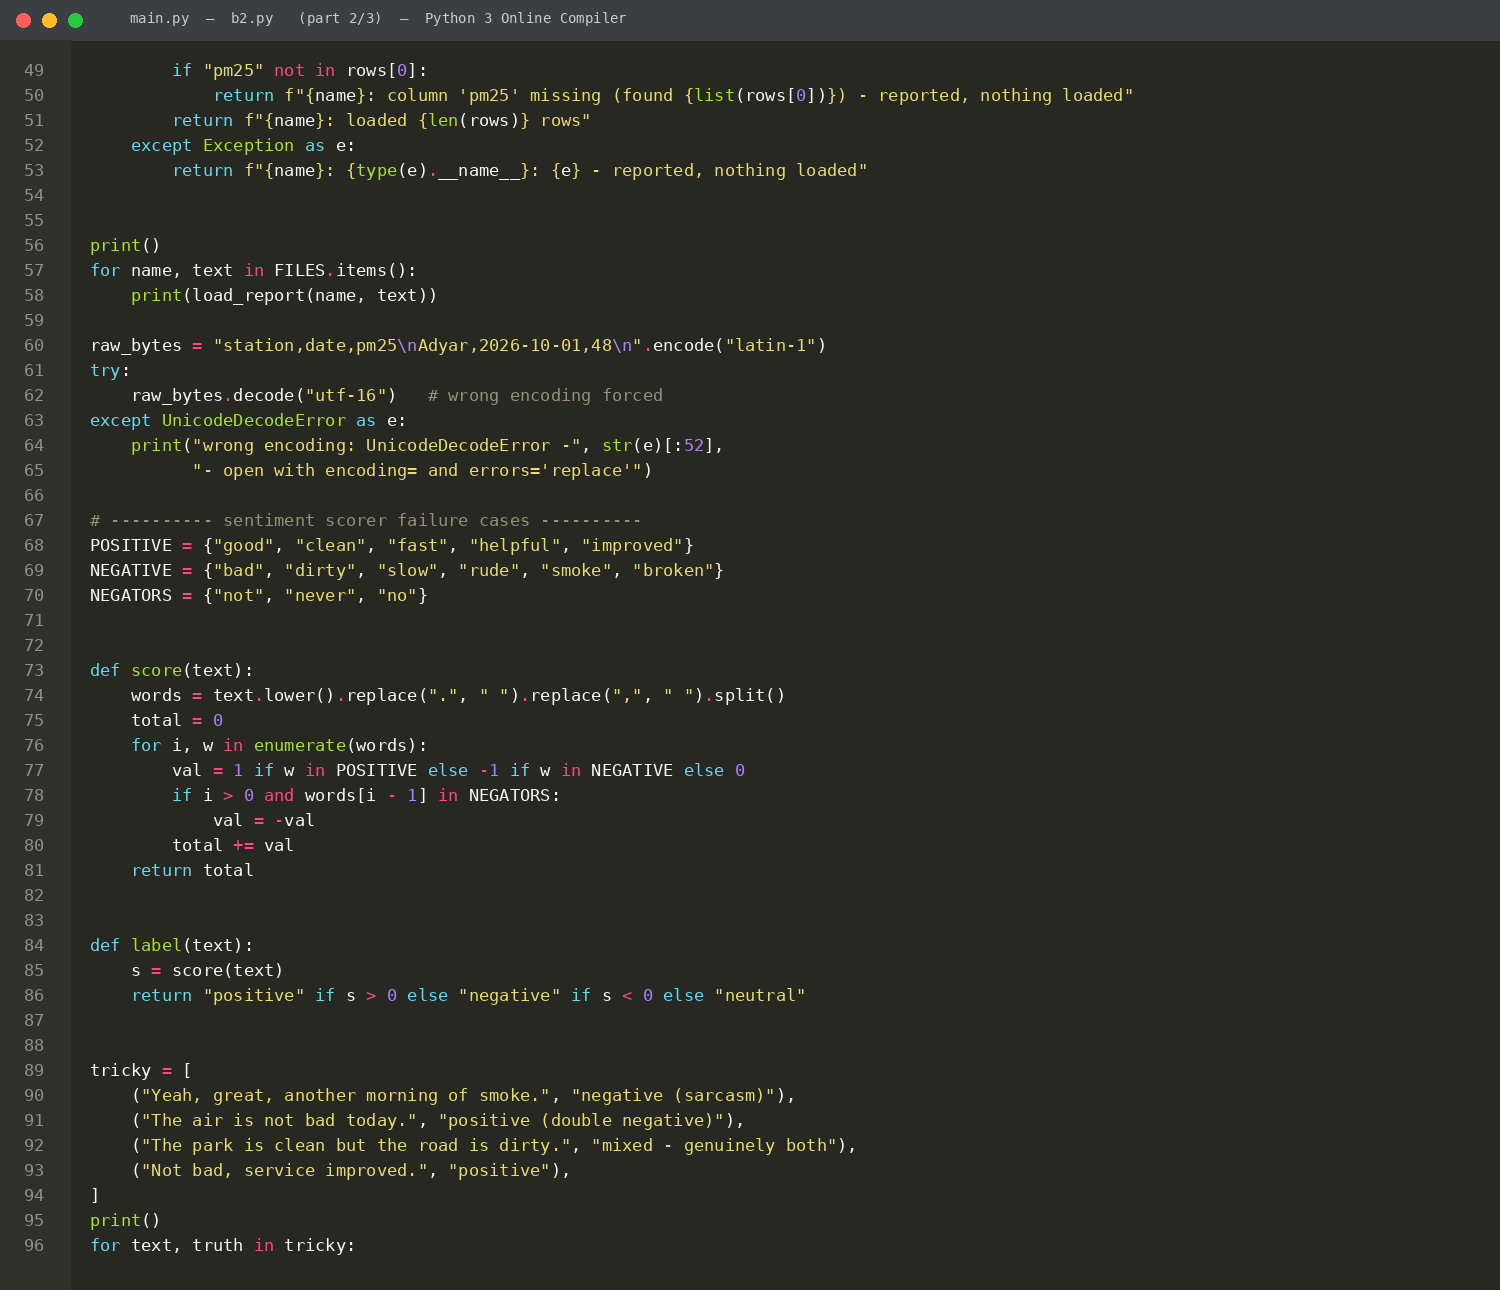 main.py  —  b2.py   (part 2/3)  —  Python 3 Online Compiler
49         if "pm25" not in rows[0]:
50             return f"{name}: column 'pm25' missing (found {list(rows[0])}) - reported, nothing loaded"
51         return f"{name}: loaded {len(rows)} rows"
52     except Exception as e:
53         return f"{name}: {type(e).__name__}: {e} - reported, nothing loaded"
54
55
56 print()
57 for name, text in FILES.items():
58     print(load_report(name, text))
59
60 raw_bytes = "station,date,pm25\nAdyar,2026-10-01,48\n".encode("latin-1")
61 try:
62     raw_bytes.decode("utf-16")   # wrong encoding forced
63 except UnicodeDecodeError as e:
64     print("wrong encoding: UnicodeDecodeError -", str(e)[:52],
65           "- open with encoding= and errors='replace'")
66
67 # ---------- sentiment scorer failure cases ----------
68 POSITIVE = {"good", "clean", "fast", "helpful", "improved"}
69 NEGATIVE = {"bad", "dirty", "slow", "rude", "smoke", "broken"}
70 NEGATORS = {"not", "never", "no"}
71
72
73 def score(text):
74     words = text.lower().replace(".", " ").replace(",", " ").split()
75     total = 0
76     for i, w in enumerate(words):
77         val = 1 if w in POSITIVE else -1 if w in NEGATIVE else 0
78         if i > 0 and words[i - 1] in NEGATORS:
79             val = -val
80         total += val
81     return total
82
83
84 def label(text):
85     s = score(text)
86     return "positive" if s > 0 else "negative" if s < 0 else "neutral"
87
88
89 tricky = [
90     ("Yeah, great, another morning of smoke.", "negative (sarcasm)"),
91     ("The air is not bad today.", "positive (double negative)"),
92     ("The park is clean but the road is dirty.", "mixed - genuinely both"),
93     ("Not bad, service improved.", "positive"),
94 ]
95 print()
96 for text, truth in tricky: